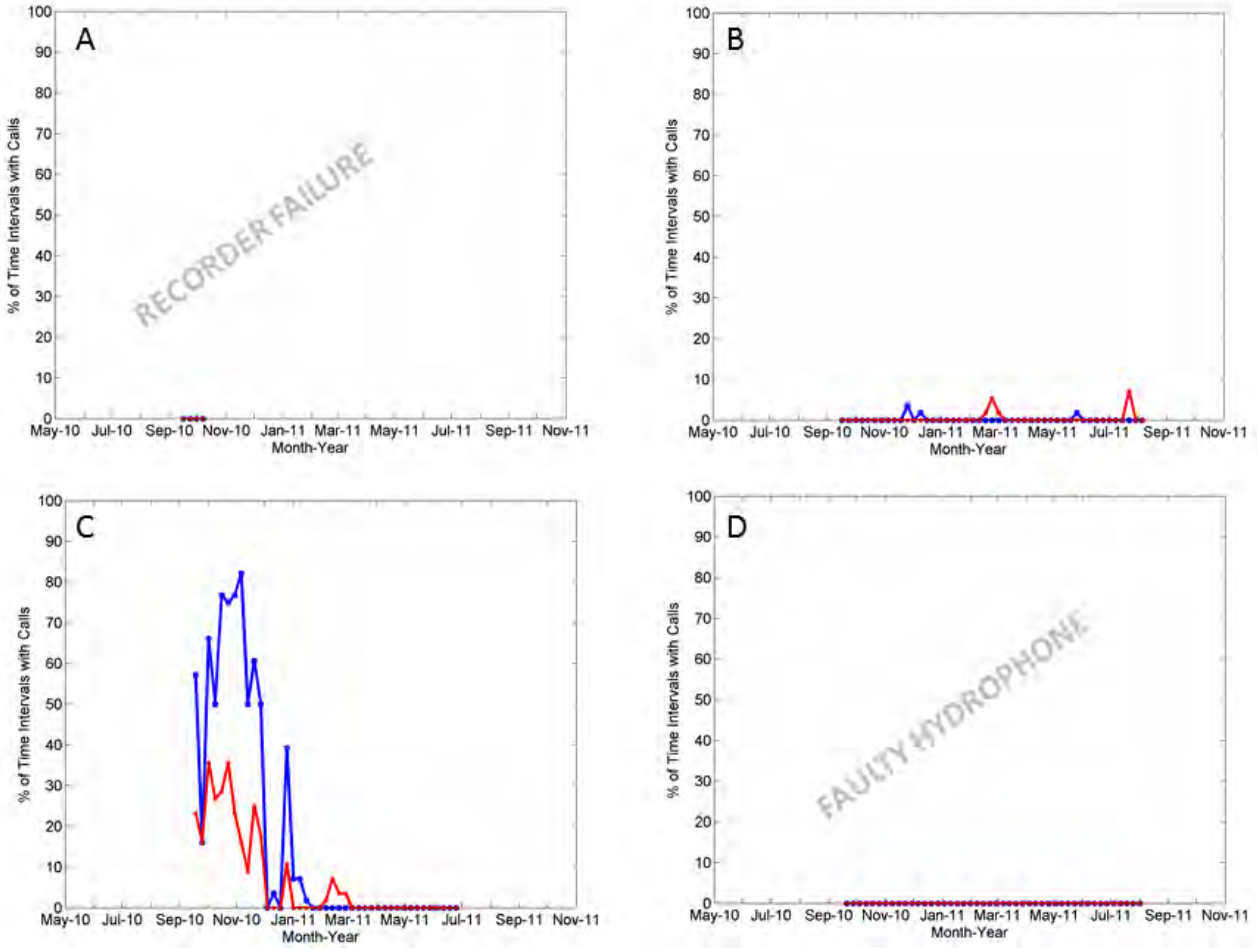 A
% of Time Intervals with Calls
100
90
80
70
60
50
40
30
20
10
0
RECORDER FAILURE
May-10 Jul-10 Sep-10 Nov-10 Jan-11 Mar-11 May-11 Jul-11 Sep-11 Nov-11
Month-Year
B
% of Time Intervals with Calls
100
90
80
70
60
50
40
30
20
10
0
May-10 Jul-10 Sep-10 Nov-10 Jan-11 Mar-11 May-11 Jul-11 Sep-11 Nov-11
Month-Year
C
% of Time Intervals with Calls
100
90
80
70
60
50
40
30
20
10
0
May-10 Jul-10 Sep-10 Nov-10 Jan-11 Mar-11 May-11 Jul-11 Sep-11 Nov-11
Month-Year
D
% of Time Intervals with Calls
100
90
80
70
60
50
40
30
20
10
0
FAULTY HYDROPHONE
May-10 Jul-10 Sep-10 Nov-10 Jan-11 Mar-11 May-11 Jul-11 Sep-11 Nov-11
Month-Year